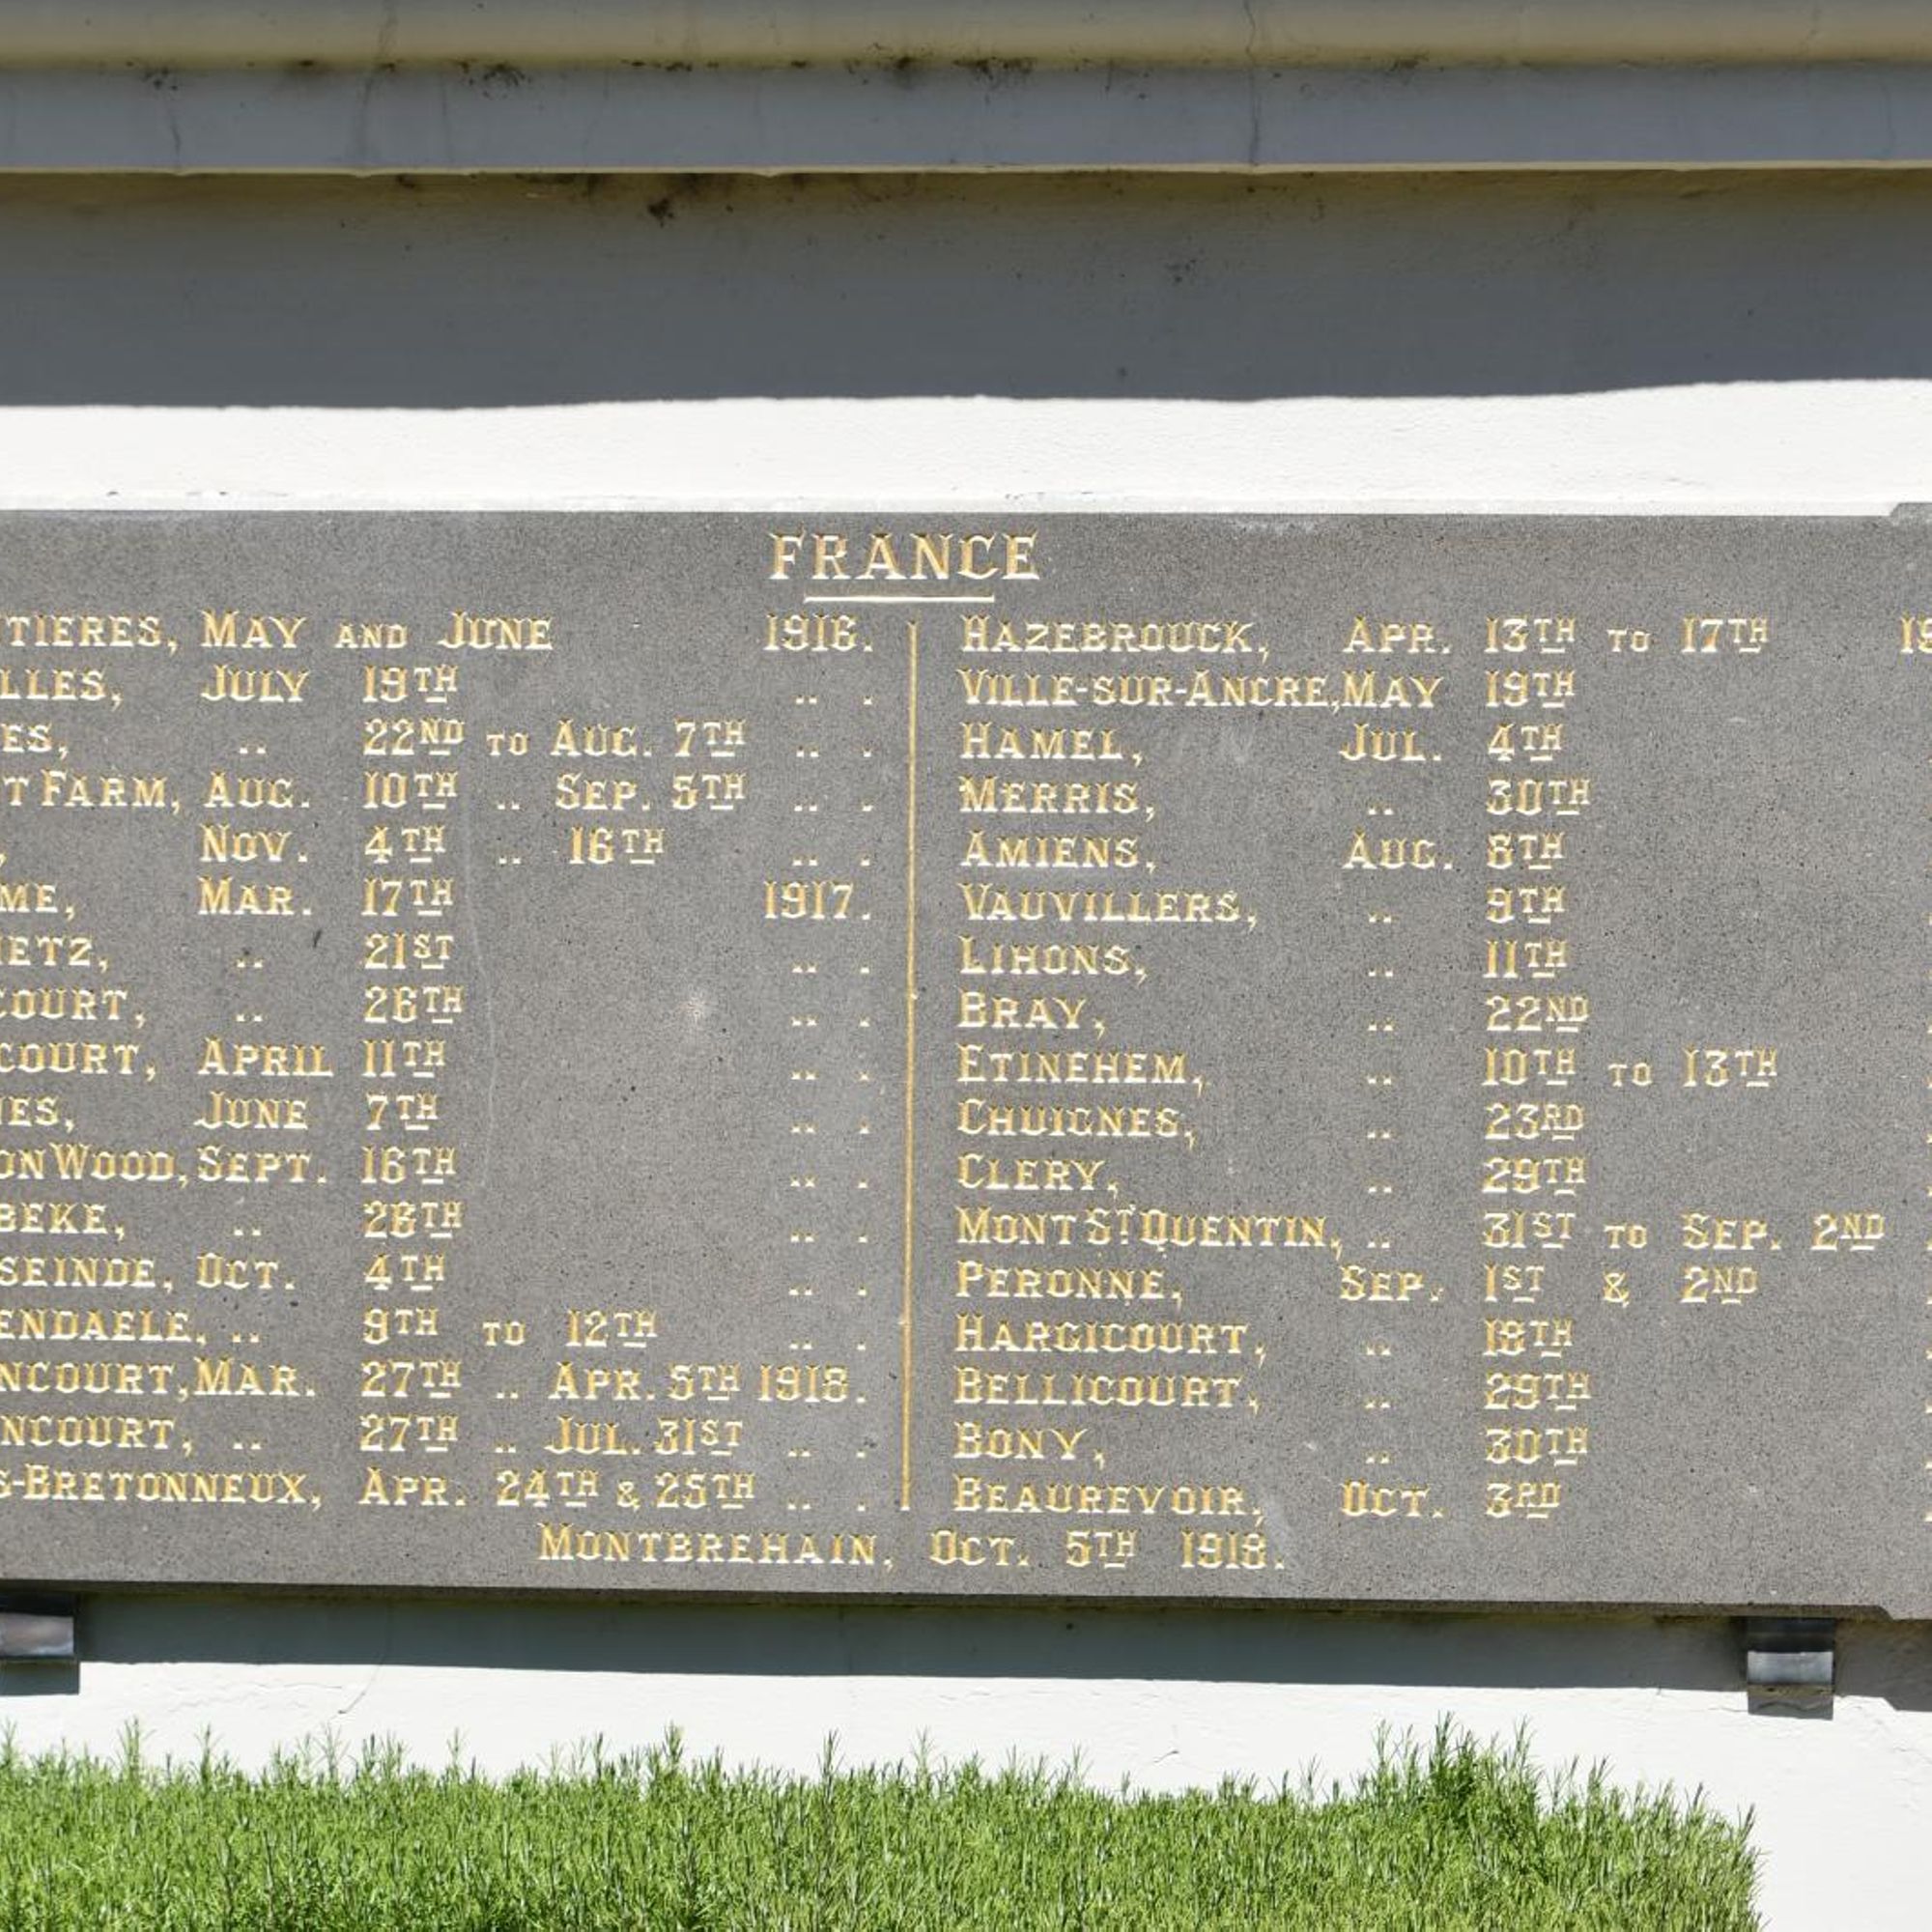 FRANCE
TIERES, MAY AND JUNE 1916.
LLES, JULY 19TH .. .
ES, .. 22ND TO AUG. 7TH .. .
T FARM, AUG. 10TH .. SEP. 5TH .. .
, NOV. 4TH .. 16TH .. .
ME, MAR. 17TH 1917.
ETZ, .. 21ST .. .
COURT, .. 26TH .. .
COURT, APRIL 11TH .. .
NES, JUNE 7TH .. .
ON WOOD, SEPT. 16TH .. .
BEKE, .. 28TH .. .
SEINDE, OCT. 4TH .. .
ENDAELE, .. 9TH TO 12TH .. .
NCOURT, MAR. 27TH .. APR. 5TH 1918.
NCOURT, .. 27TH .. JUL. 31ST .. .
S-BRETONNEUX, APR. 24TH & 25TH .. .
HAZEBROUCK, APR. 13TH TO 17TH 19
VILLE-SUR-ANCRE, MAY 19TH
HAMEL, JUL. 4TH
MERRIS, .. 30TH
AMIENS, AUG. 8TH
VAUVILLERS, .. 9TH
LIHONS, .. 11TH
BRAY, .. 22ND
ETINEHEM, .. 10TH TO 13TH
CHUIGNES, .. 23RD
CLERY, .. 29TH
MONT ST QUENTIN, .. 31ST TO SEP. 2ND
PERONNE, SEP. 1ST & 2ND
HARGICOURT, .. 18TH
BELLICOURT, .. 29TH
BONY, .. 30TH
BEAUREVOIR, OCT. 3RD
MONTBREHAIN, OCT. 5TH 1918.